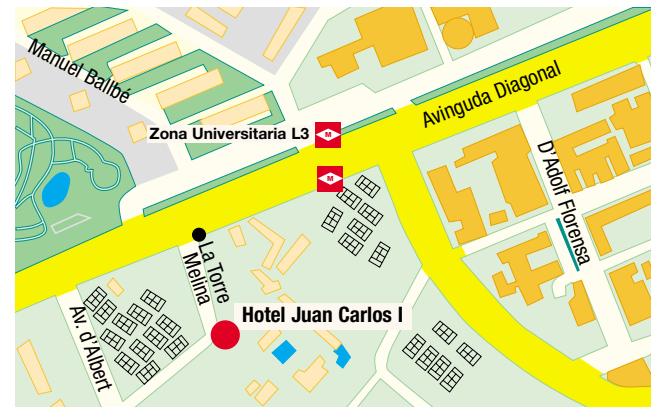 Manuel Ballbé
Avinguda Diagonal
Zona Universitaria L3
M
M
D'Adolf Florensa
La Torre
Melina
Hotel Juan Carlos I
Av. d'Albert